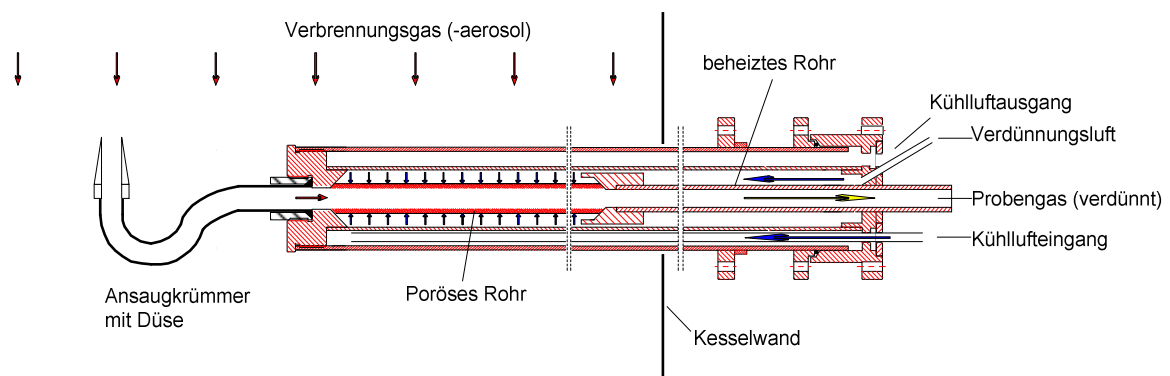 Verbrennungsgas (-aerosol)
beheiztes Rohr
Kühlluftausgang
Verdünnungsluft
Probengas (verdünnt)
Kühllufteingang
Ansaugkrümmer
mit Düse
Poröses Rohr
Kesselwand